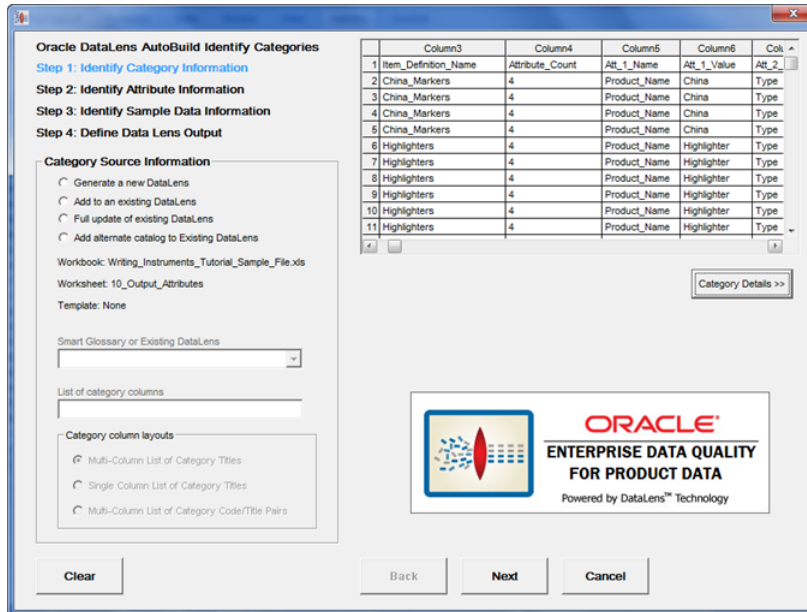 Oracle DataLens AutoBuild Identify Categories
Step 1: Identify Category Information
Step 2: Identify Attribute Information
Step 3: Identify Sample Data Information
Step 4: Define Data Lens Output
Category Source Information
Generate a new DataLens
Add to an existing DataLens
Full update of existing DataLens
Add alternate catalog to Existing DataLens
Workbook: Writing_Instruments_Tutorial_Sample_File.xls
Worksheet: 10_Output_Attributes
Template: None
Smart Glossary or Existing DataLens
List of category columns
Category column layouts
Multi-Column List of Category Titles
Single Column List of Category Titles
Multi-Column List of Category Code/Title Pairs
Column3 Column4 Column5 Column6 Colu
1 Item_Definition_Name Attribute_Count Att_1_Name Att_1_Value Att_2_
2 China_Markers 4 Product_Name China Type
3 China_Markers 4 Product_Name China Type
4 China_Markers 4 Product_Name China Type
5 China_Markers 4 Product_Name China Type
6 Highlighters 4 Product_Name Highlighter Type
7 Highlighters 4 Product_Name Highlighter Type
8 Highlighters 4 Product_Name Highlighter Type
9 Highlighters 4 Product_Name Highlighter Type
10 Highlighters 4 Product_Name Highlighter Type
11 Highlighters 4 Product_Name Highlighter Type
Category Details >>
ORACLE®
ENTERPRISE DATA QUALITY
FOR PRODUCT DATA
Powered by DataLens™ Technology
Clear Back Next Cancel